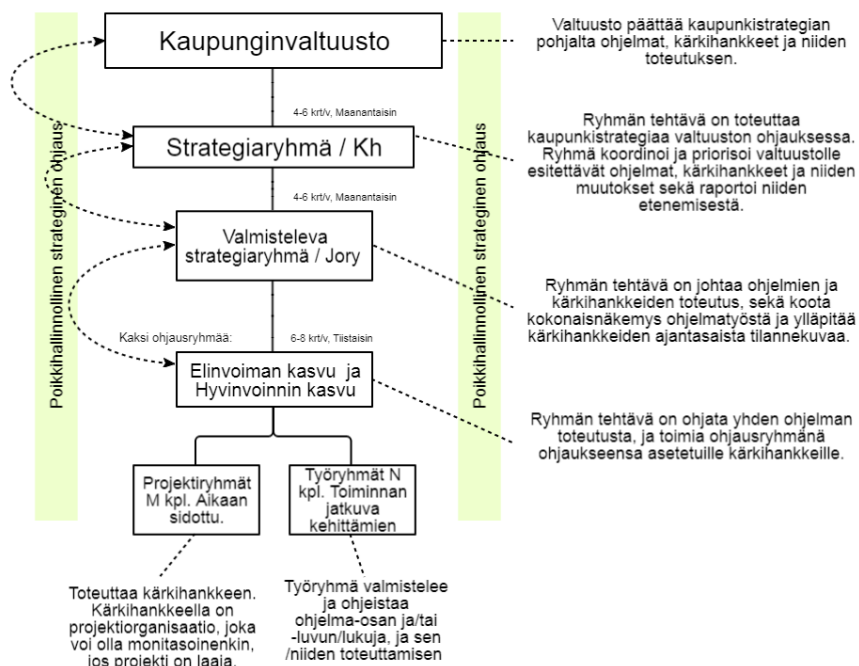 Kaupunginvaltuusto
Valtuusto päättää kaupunkistrategian
pohjalta ohjelmat, kärkihankkeet ja niiden
toteutuksen.
4-6 krt/v, Maanantaisin
Strategiaryhmä / Kh
Ryhmän tehtävä on toteuttaa
kaupunkistrategiaa valtuuston ohjauksessa.
Ryhmä koordinoi ja priorisoi valtuustolle
esitettävät ohjelmat, kärkihankkeet ja niiden
muutokset sekä raportoi niiden
etenemisestä.
4-6 krt/v, Maanantaisin
Valmisteleva
strategiaryhmä / Jory
Ryhmän tehtävä on johtaa ohjelmien ja
kärkihankkeiden toteutus, sekä koota
kokonaisnäkemys ohjelmatyöstä ja ylläpitää
kärkihankkeiden ajantasaista tilannekuvaa.
Kaksi ohjausryhmää:
6-8 krt/v, Tiistaisin
Elinvoiman kasvu ja
Hyvinvoinnin kasvu
Ryhmän tehtävä on ohjata yhden ohjelman
toteutusta, ja toimia ohjausryhmänä
ohjaukseensa asetetuille kärkihankkeille.
Poikkihallinnollinen strateginen ohjaus
Poikkihallinnollinen strateginen ohjaus
Projektiryhmät
M kpl. Aikaan
sidottu.
Työryhmät N
kpl. Toiminnan
jatkuva
kehittämien
Toteuttaa kärkihankkeen.
Kärkihankkeella on
projektiorganisaatio, joka
voi olla monitasoinenkin,
jos projekti on laaja.
Työryhmä valmistelee
ja ohjeistaa
ohjelma-osan ja/tai
-luvun/lukuja, ja sen
/niiden toteuttamisen